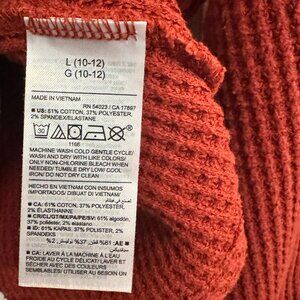 L (10-12)
G (10-12)
MADE IN VIETNAM
RN 54023 / CA 17897
• US: 61% COTTON, 37% POLYESTER,
2% SPANDEX/ELASTANE
30
1166
MACHINE WASH COLD GENTLE CYCLE/
WASH AND DRY WITH LIKE COLORS/
ONLY NON-CHLORINE BLEACH WHEN
NEEDED/ TUMBLE DRY LOW/ COOL
IRON/ DO NOT DRY CLEAN
HECHO EN VIETNAM CON INSUMOS
IMPORTADOS/ DIBUAT DI VIETNAM/
• CA: 61% COTON, 37% POLYESTER,
2% ÉLASTHANNE
61% algodón,
37% poliéster, 2% elastano
• ID: 61% KAPAS, 37% POLIESTER,
2% SPANDEKS
• CA: LAVER À LA MACHINE À L'EAU
FROIDE AU CYCLE DÉLICAT/ LAVER
ET SÉCHER AVEC DES COULEURS